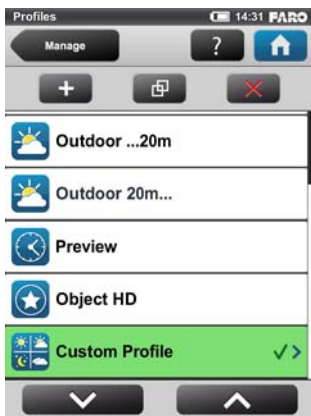 Profiles 14:31 FARO
Manage ?
Outdoor ...20m
Outdoor 20m...
Preview
Object HD
Custom Profile